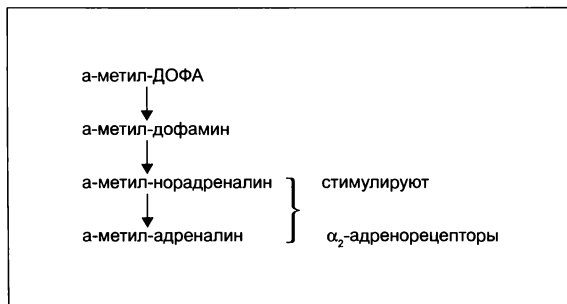 а-метил-ДОФА
а-метил-дофамин
а-метил-норадреналин стимулируют
а-метил-адреналин α₂-адренорецепторы